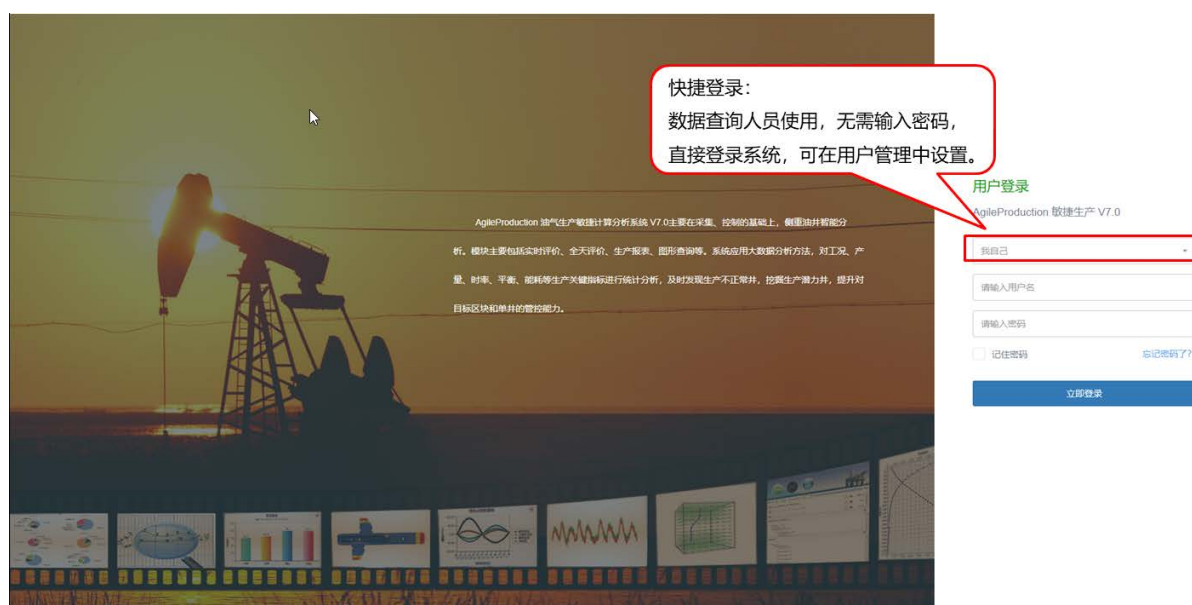 快捷登录：
数据查询人员使用，无需输入密码，
直接登录系统，可在用户管理中设置。
用户登录
AgileProduction 敏捷生产 V7.0
我自己
请输入用户名
请输入密码
记住密码
忘记密码了?
立即登录
AgileProduction 油气生产敏捷计算分析系统 V7.0主要在采集、控制的基础上，侧重油井智能分
析。模块主要包括实时评价、全天评价、生产报表、图形查询等。系统应用大数据分析方法，对工况、产
量、时率、平衡、能耗等生产关键指标进行统计分析，及时发现生产不正常井，挖掘生产潜力井，提升对
目标区块和单井的管控能力。